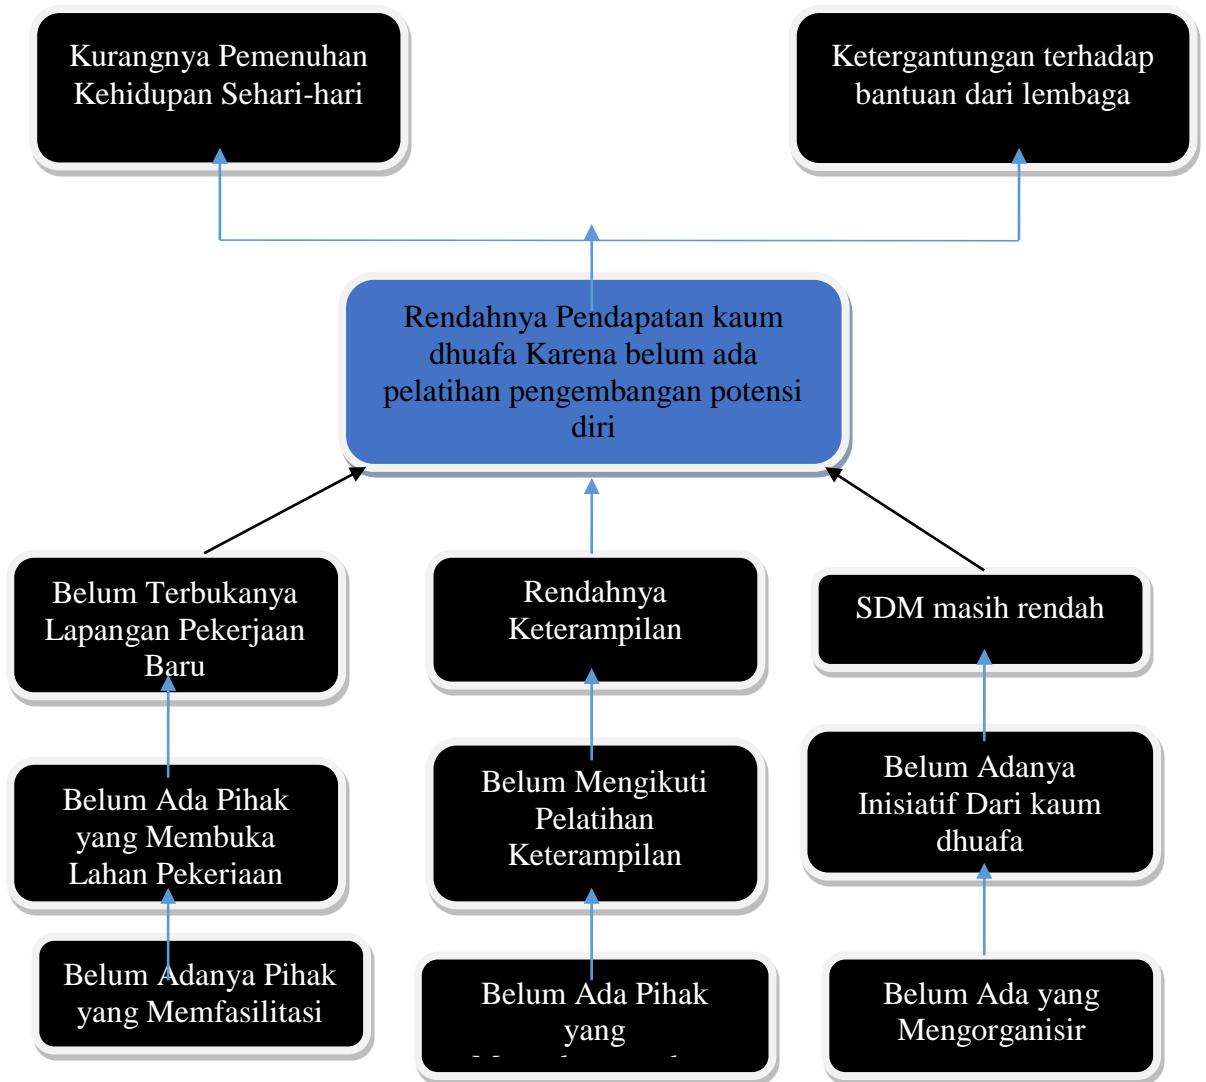 Kurangnya Pemenuhan
Kehidupan Sehari-hari
Ketergantungan terhadap
bantuan dari lembaga
Rendahnya Pendapatan kaum
dhuafa Karena belum ada
pelatihan pengembangan potensi
diri
Belum Terbukanya
Lapangan Pekerjaan
Baru
Rendahnya
Keterampilan
SDM masih rendah
Belum Ada Pihak
yang Membuka
Lahan Pekerjaan
Belum Mengikuti
Pelatihan
Keterampilan
Belum Adanya
Inisiatif Dari kaum
dhuafa
Belum Adanya Pihak
yang Memfasilitasi
Belum Ada Pihak
yang
Belum Ada yang
Mengorganisir